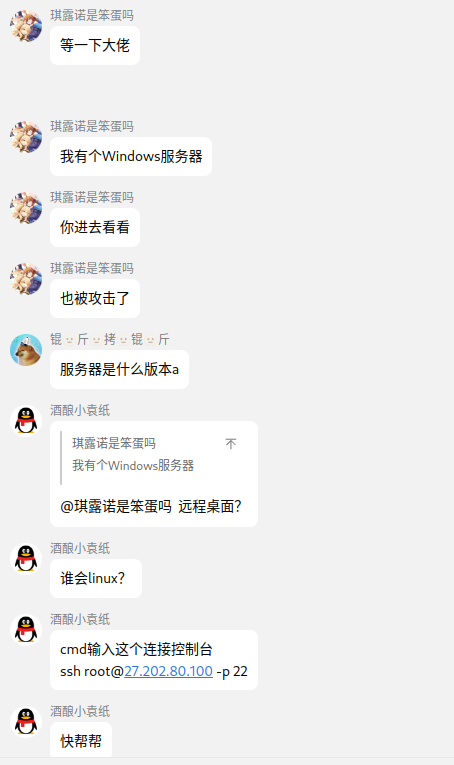 琪露诺是笨蛋吗
等一下大佬
琪露诺是笨蛋吗
我有个Windows服务器
琪露诺是笨蛋吗
你进去看看
琪露诺是笨蛋吗
也被攻击了
锟斤拷锟斤
服务器是什么版本a
酒酿小袁纸
琪露诺是笨蛋吗
我有个Windows服务器
@琪露诺是笨蛋吗 远程桌面?
酒酿小袁纸
谁会linux?
酒酿小袁纸
cmd输入这个连接控制台
ssh root@27.202.80.100 -p 22
酒酿小袁纸
快帮帮